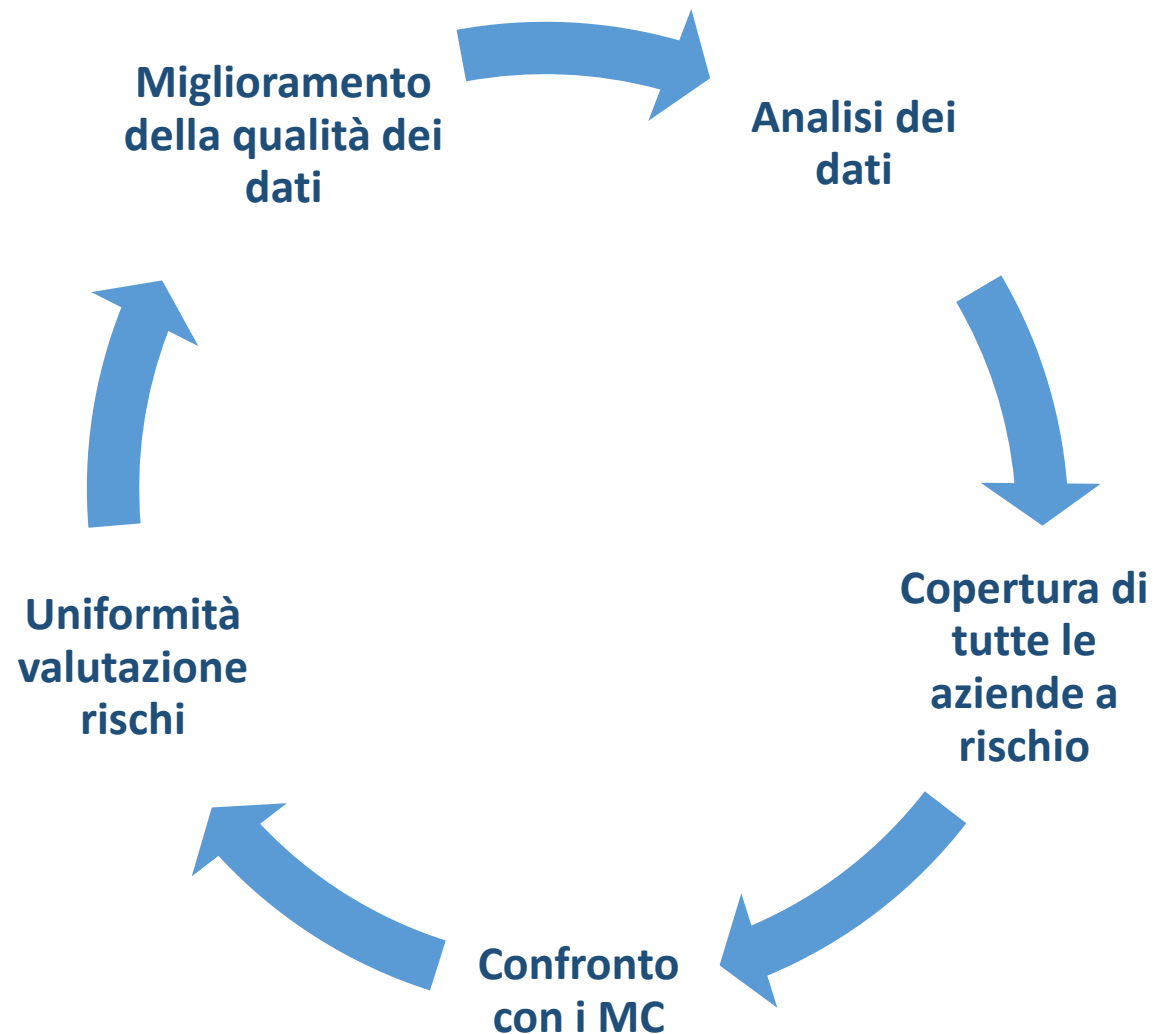 Miglioramento
della qualità dei
dati
Analisi dei
dati
Copertura di
tutte le
aziende a
rischio
Confronto
con i MC
Uniformità
valutazione
rischi